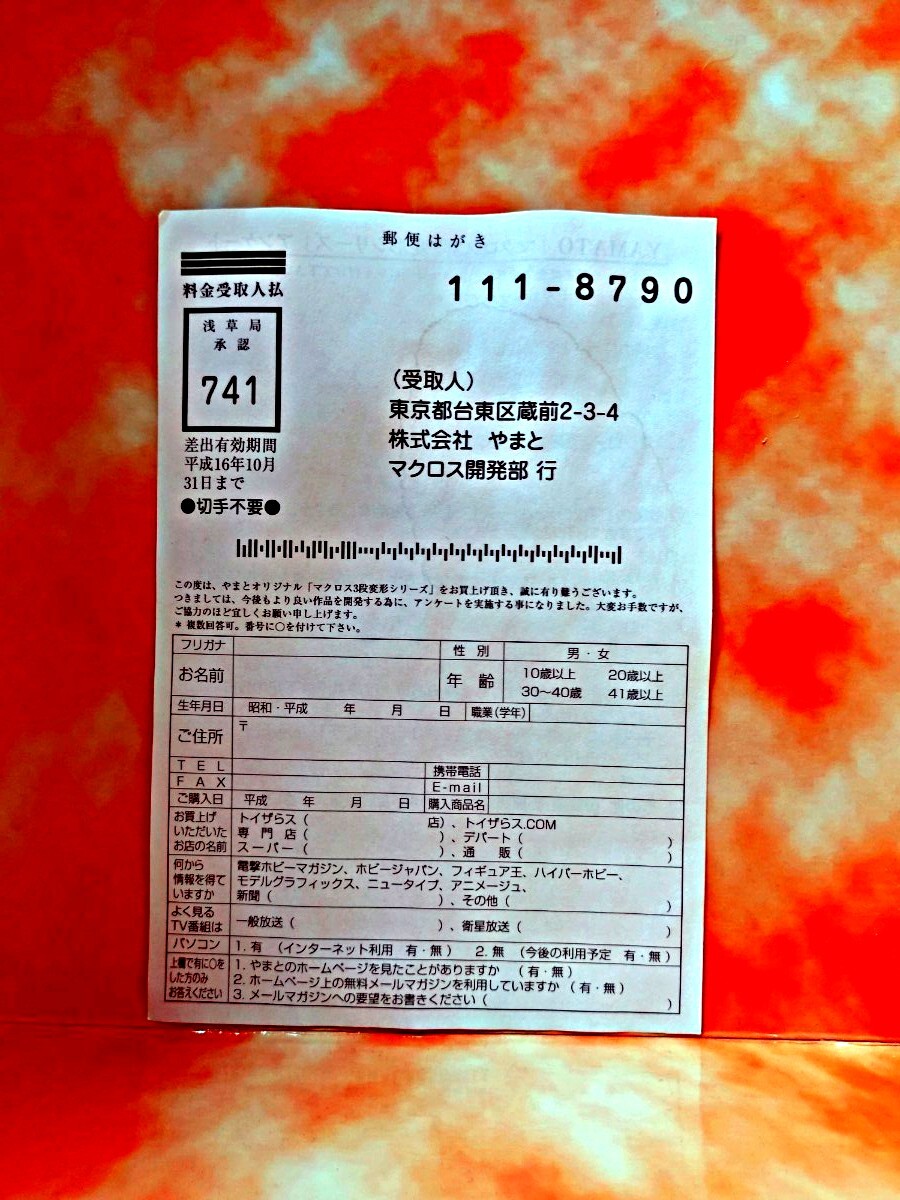 郵便はがき
料金受取人払
111-8790
浅草局
承認
741
差出有効期間
平成16年10月
31日まで
●切手不要●
（受取人）
東京都台東区蔵前2-3-4
株式会社 やまと
マクロス開発部 行
この度は、やまとオリジナル「マクロス3段変形シリーズ」をお買上げ頂き、誠に有り難うございます。
つきましては、今後もより良い作品を開発する為に、アンケートを実施する事になりました。大変お手数ですが、
ご協力のほど宜しくお願い申し上げます。
＊複数回答可。番号に○を付けて下さい。
フリガナ 性別 男・女
お名前 年齢 10歳以上 20歳以上
30〜40歳 41歳以上
生年月日 昭和・平成 年 月 日 職業（学年）
ご住所 〒
TEL 携帯電話
FAX E-mail
ご購入日 平成 年 月 日 購入商品名
お買上げ
いただいた
お店の名前
トイザらス（ 店）、トイザらス.COM
専門店（ ）、デパート（ ）
スーパー（ ）、通販（ ）
何から
情報を得て
いますか
電撃ホビーマガジン、ホビージャパン、フィギュア王、ハイパーホビー、
モデルグラフィックス、ニュータイプ、アニメージュ、
新聞（ ）、その他（ ）
よく見る
TV番組は
一般放送（ ）、衛星放送（ ）
パソコン 1. 有 （インターネット利用 有・無） 2. 無 （今後の利用予定 有・無）
上欄で有に○を
した方のみ
お答えください
1. やまとのホームページを見たことがありますか （有・無）
2. ホームページ上の無料メールマガジンを利用していますか （有・無）
3. メールマガジンへの要望をお書きください（ ）